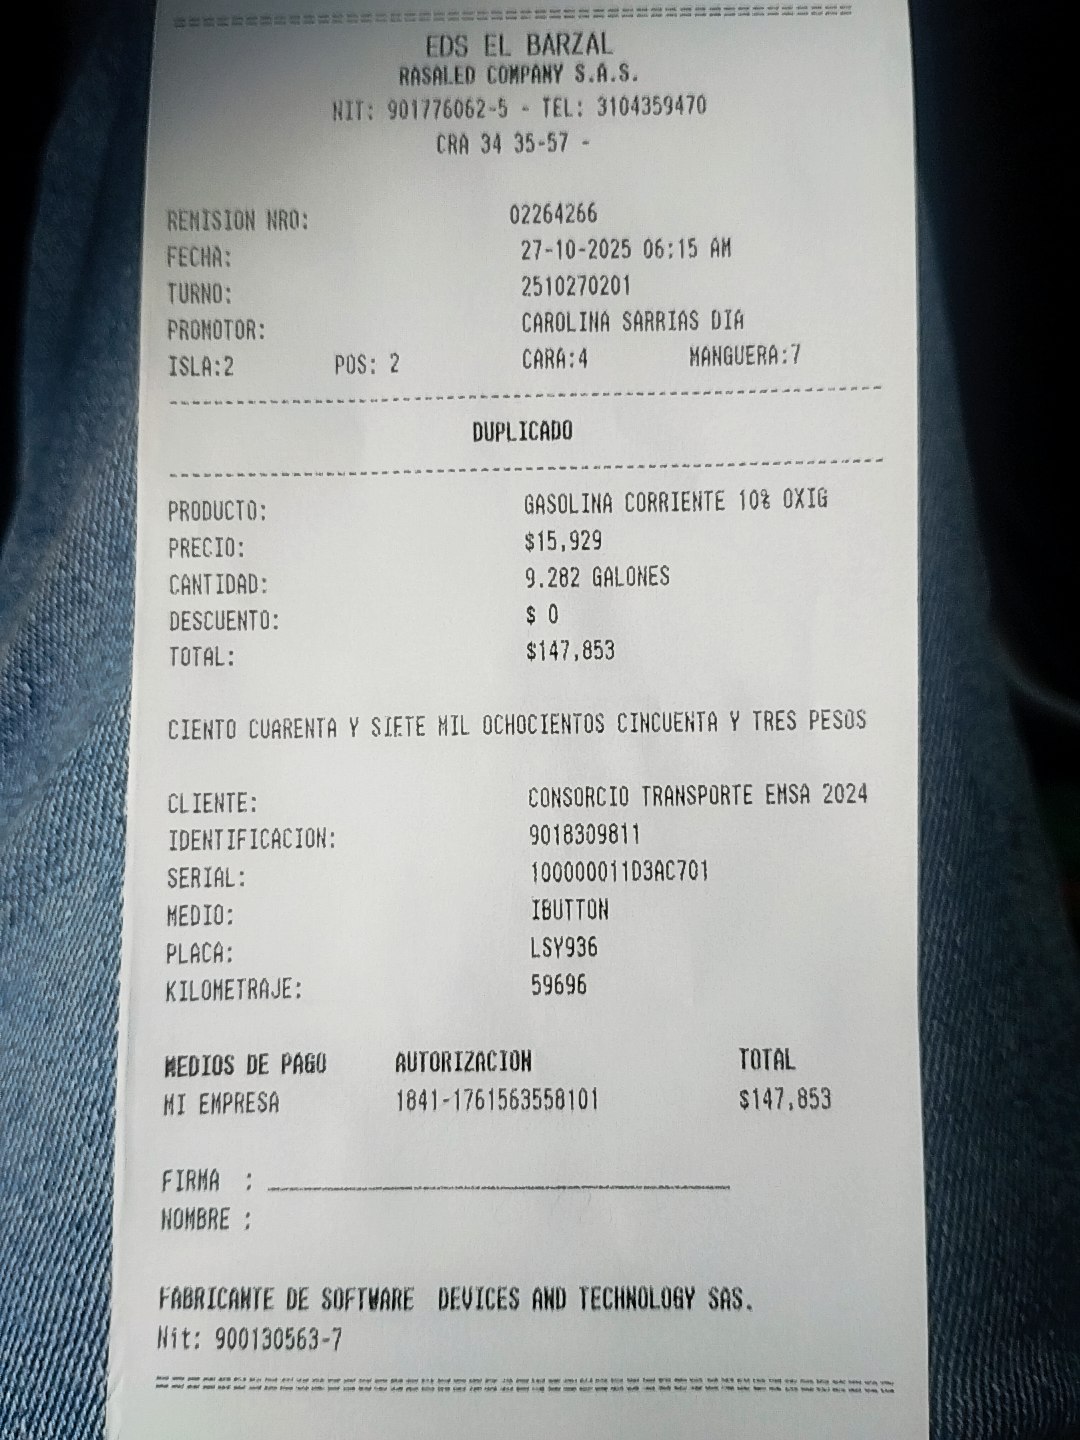 EDS EL BARZAL
RASALED COMPANY S.A.S.
NIT: 901776062-5 - TEL: 3104359470
CRA 34 35-57 -
REMISION NRO: 02264266
FECHA: 27-10-2025 06:15 AM
TURNO: 2510270201
PROMOTOR: CAROLINA SARRIAS DIA
ISLA:2 POS: 2 CARA:4 MANGUERA:7
DUPLICADO
PRODUCTO: GASOLINA CORRIENTE 10% OXIG
PRECIO: $15,929
CANTIDAD: 9.282 GALONES
DESCUENTO: $ 0
TOTAL: $147,853
CIENTO CUARENTA Y SIETE MIL OCHOCIENTOS CINCUENTA Y TRES PESOS
CLIENTE: CONSORCIO TRANSPORTE EMSA 2024
IDENTIFICACION: 9018309811
SERIAL: 100000011D3AC701
MEDIO: IBUTTON
PLACA: LSY936
KILOMETRAJE: 59696
MEDIOS DE PAGO AUTORIZACION TOTAL
MI EMPRESA 1841-1761563558101 $147,853
FIRMA :
NOMBRE :
FABRICANTE DE SOFTWARE DEVICES AND TECHNOLOGY SAS.
Nit: 900130563-7